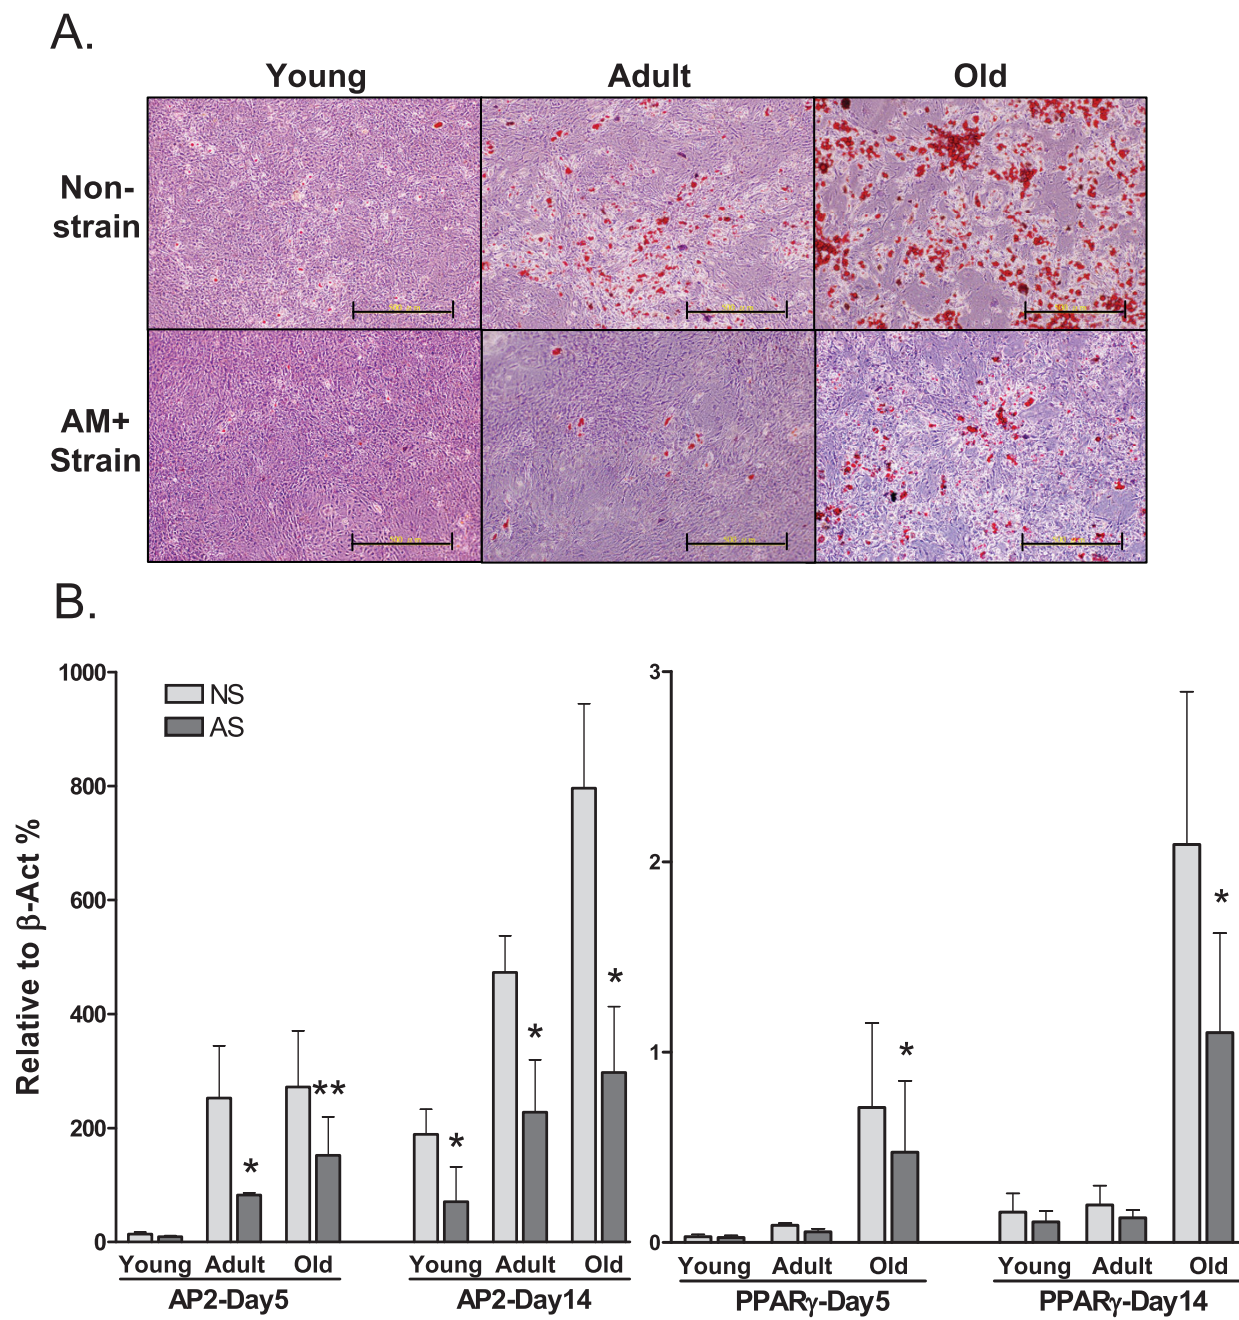 A.
Young Adult Old
Non-
strain
AM+
Strain
B.
1000
800
600
400
200
0
Relative to β-Act %
NS
AS
*
**
*
*
*
Young Adult Old
AP2-Day5
Young Adult Old
AP2-Day14
3
2
1
0
*
*
Young Adult Old
PPARγ-Day5
Young Adult Old
PPARγ-Day14